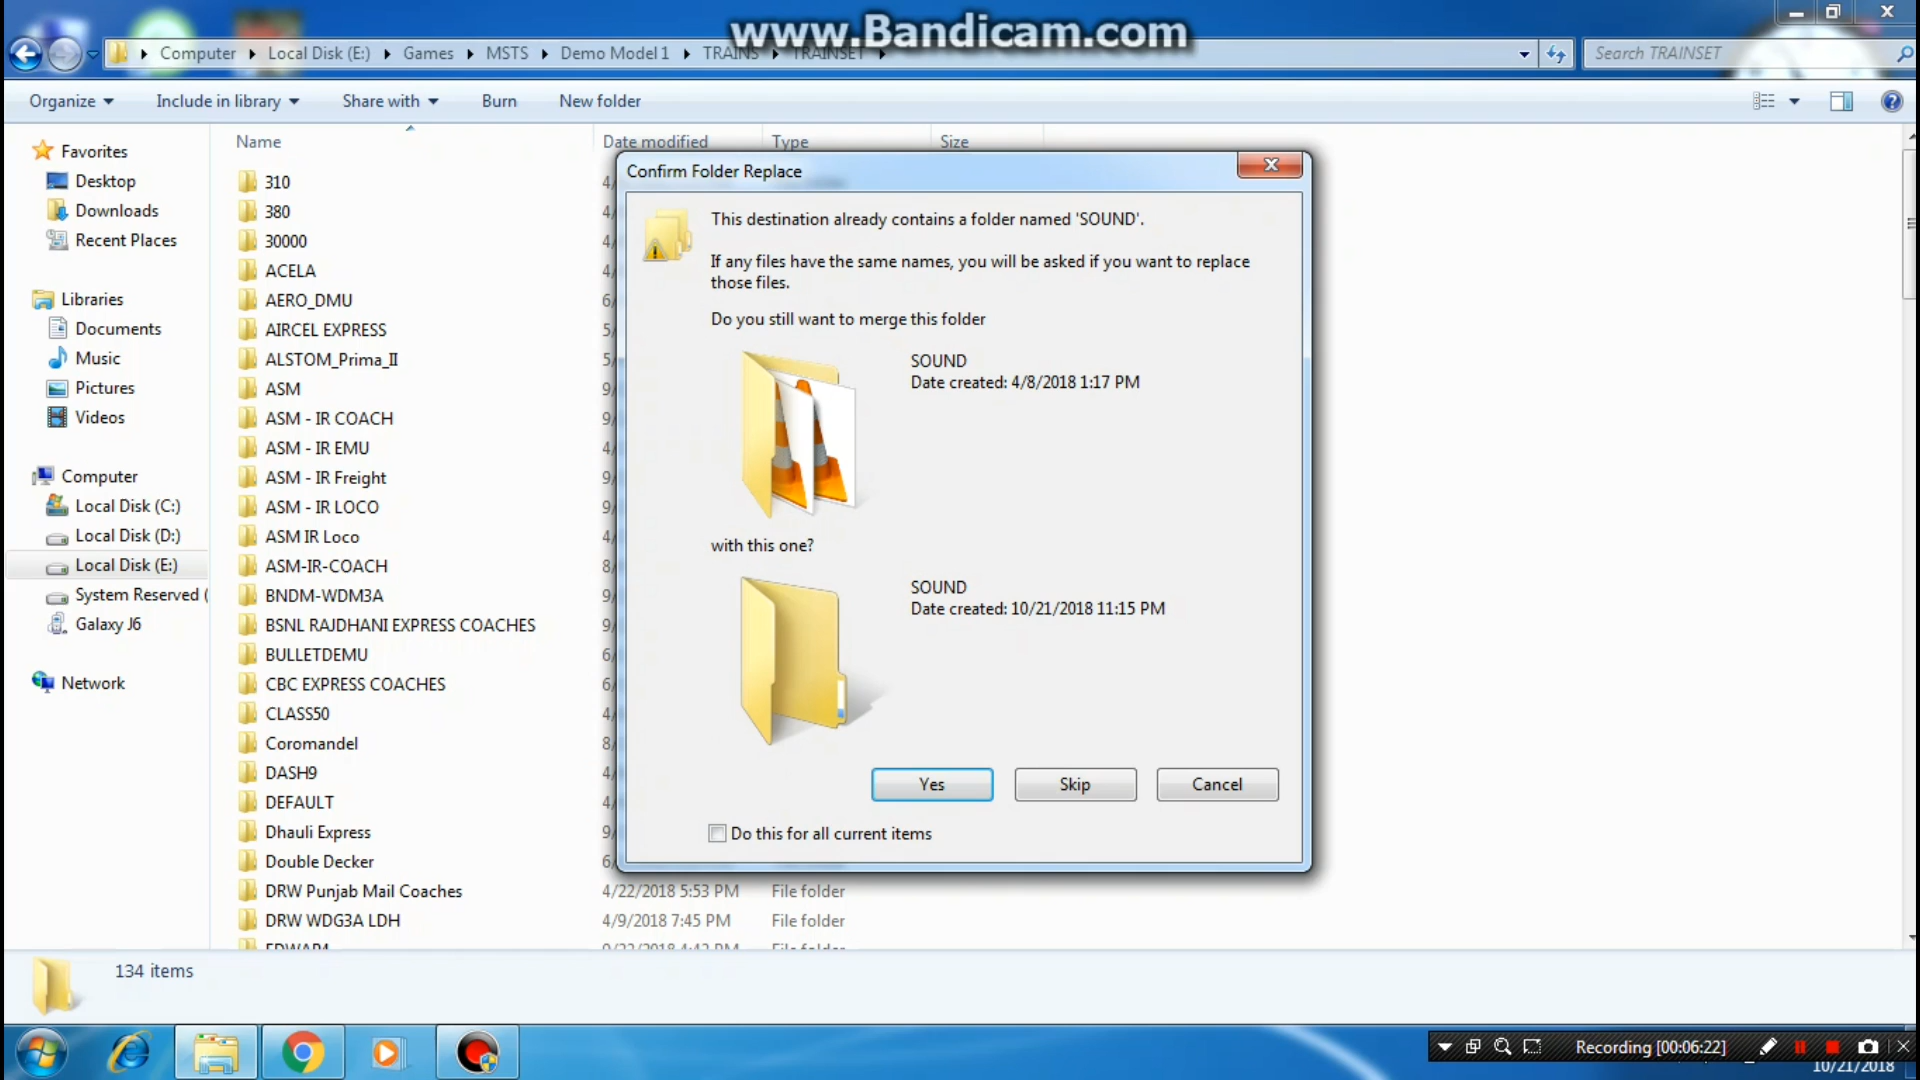 www.Bandicam.com
Computer Local Disk (E:) Games MSTS Demo Model 1 TRAINS TRAINSET
Search TRAINSET
Organize Include in library Share with Burn New folder
Name Date modified Type Size
Favorites
Desktop
Downloads
Recent Places
Libraries
Documents
Music
Pictures
Videos
Computer
Local Disk (C:)
Local Disk (D:)
Local Disk (E:)
System Reserved (
Galaxy J6
Network
310
380
30000
ACELA
AERO_DMU
AIRCEL EXPRESS
ALSTOM_Prima_II
ASM
ASM - IR COACH
ASM - IR EMU
ASM - IR Freight
ASM - IR LOCO
ASM IR Loco
ASM-IR-COACH
BNDM-WDM3A
BSNL RAJDHANI EXPRESS COACHES
BULLETDEMU
CBC EXPRESS COACHES
CLASS50
Coromandel
DASH9
DEFAULT
Dhauli Express
Double Decker
DRW Punjab Mail Coaches 4/22/2018 5:53 PM File folder
DRW WDG3A LDH 4/9/2018 7:45 PM File folder
Confirm Folder Replace
This destination already contains a folder named 'SOUND'.
If any files have the same names, you will be asked if you want to replace
those files.
Do you still want to merge this folder
SOUND
Date created: 4/8/2018 1:17 PM
with this one?
SOUND
Date created: 10/21/2018 11:15 PM
Yes Skip Cancel
Do this for all current items
134 items
Recording [00:06:22]
10/21/2018